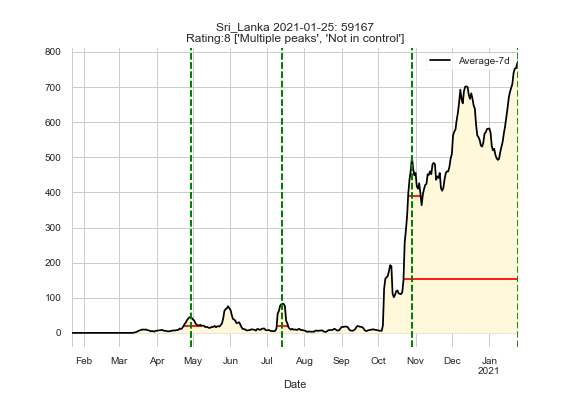 Sri_Lanka 2021-01-25: 59167
Rating:8 ['Multiple peaks', 'Not in control']
Average-7d
800
700
600
500
400
300
200
100
0
Feb Mar Apr May Jun Jul Aug Sep Oct Nov Dec Jan
2021
Date